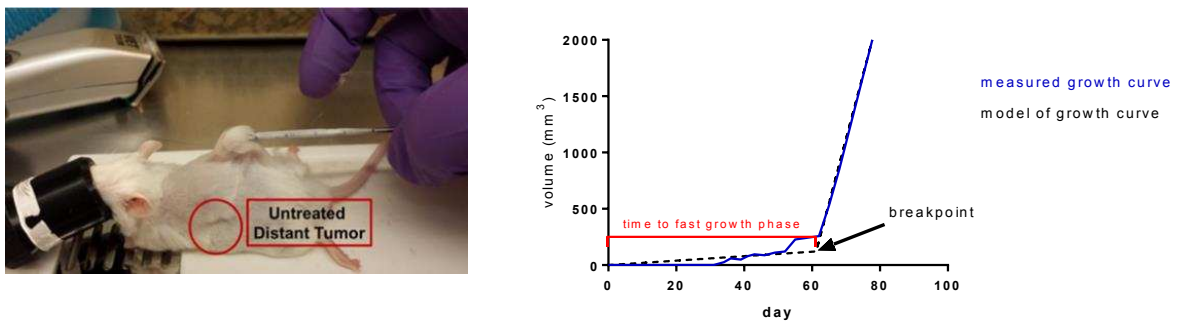 Untreated
Distant Tumor
2000
1500
1000
500
0
volume (mm³)
0
20
40
60
80
100
day
time to fast growth phase
breakpoint
measured growth curve
model of growth curve